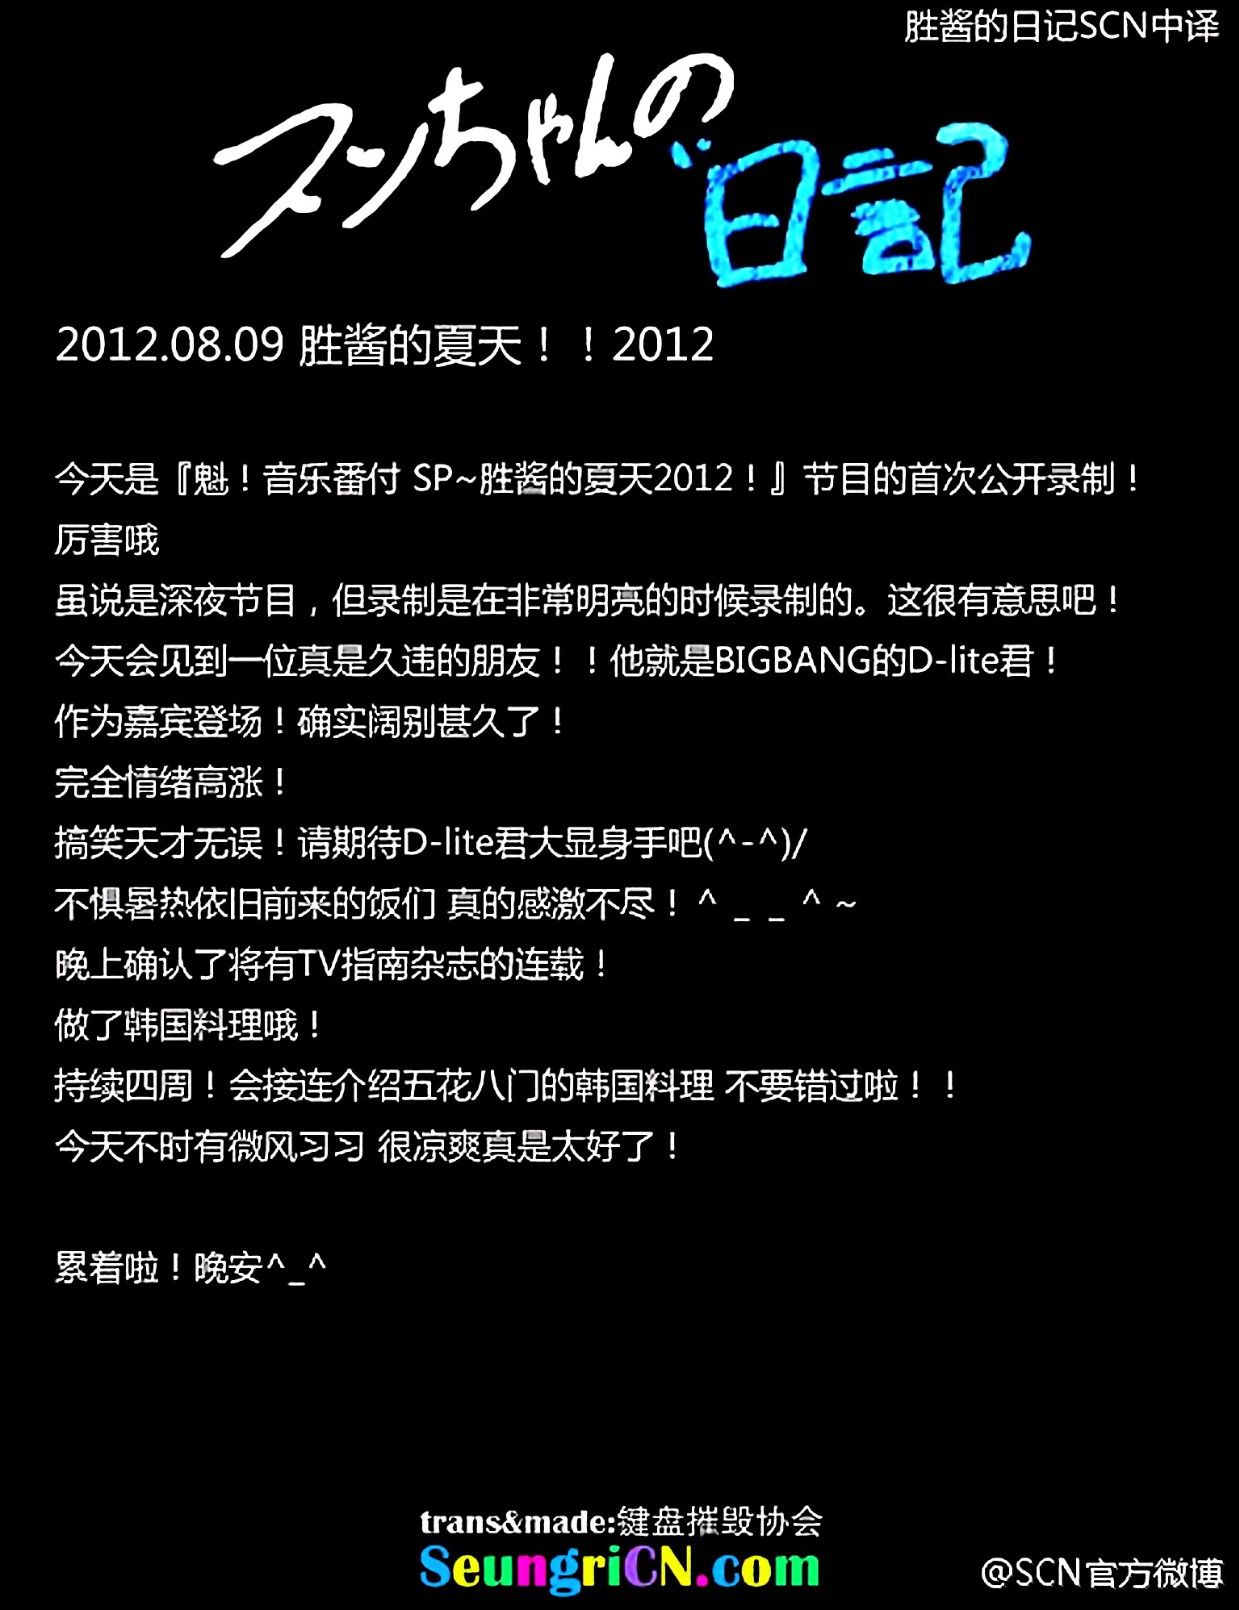 胜酱的日记SCN中译
スンちゃんの
日記
2012.08.09 胜酱的夏天！！2012
今天是『魁！音乐番付 SP~胜酱的夏天2012！』节目的首次公开录制！
厉害哦
虽说是深夜节目，但录制是在非常明亮的时候录制的。这很有意思吧！
今天会见到一位真是久违的朋友！！他就是BIGBANG的D-lite君！
作为嘉宾登场！确实阔别甚久了！
完全情绪高涨！
搞笑天才无误！请期待D-lite君大显身手吧(^-^)/
不惧暑热依旧前来的饭们 真的感激不尽！^ _ _ ^ ~
晚上确认了将有TV指南杂志的连载！
做了韩国料理哦！
持续四周！会接连介绍五花八门的韩国料理 不要错过啦！！
今天不时有微风习习 很凉爽真是太好了！
累着啦！晚安^_^
trans&made:键盘摧毁协会
SeungriCN.com
@SCN官方微博